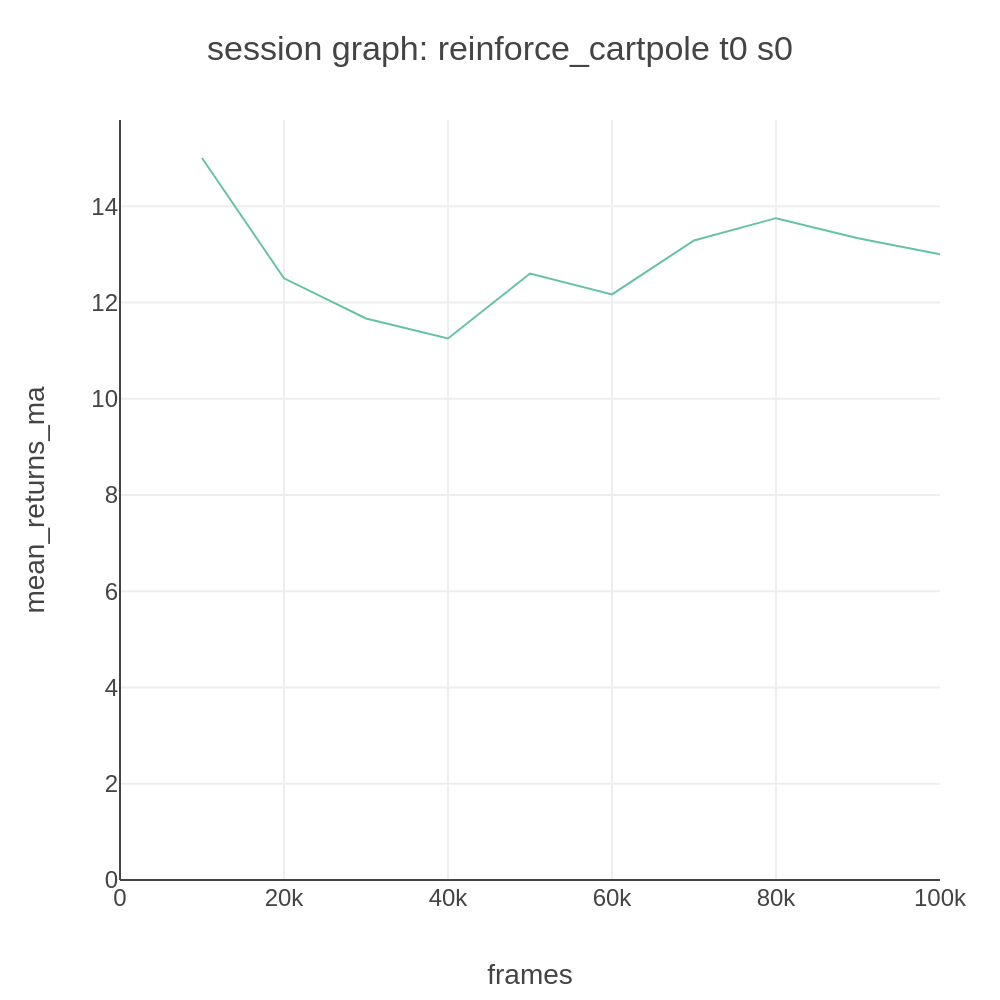 session graph: reinforce_cartpole t0 s0
mean_returns_ma
14
12
10
8
6
4
2
0
0 20k 40k 60k 80k 100k
frames